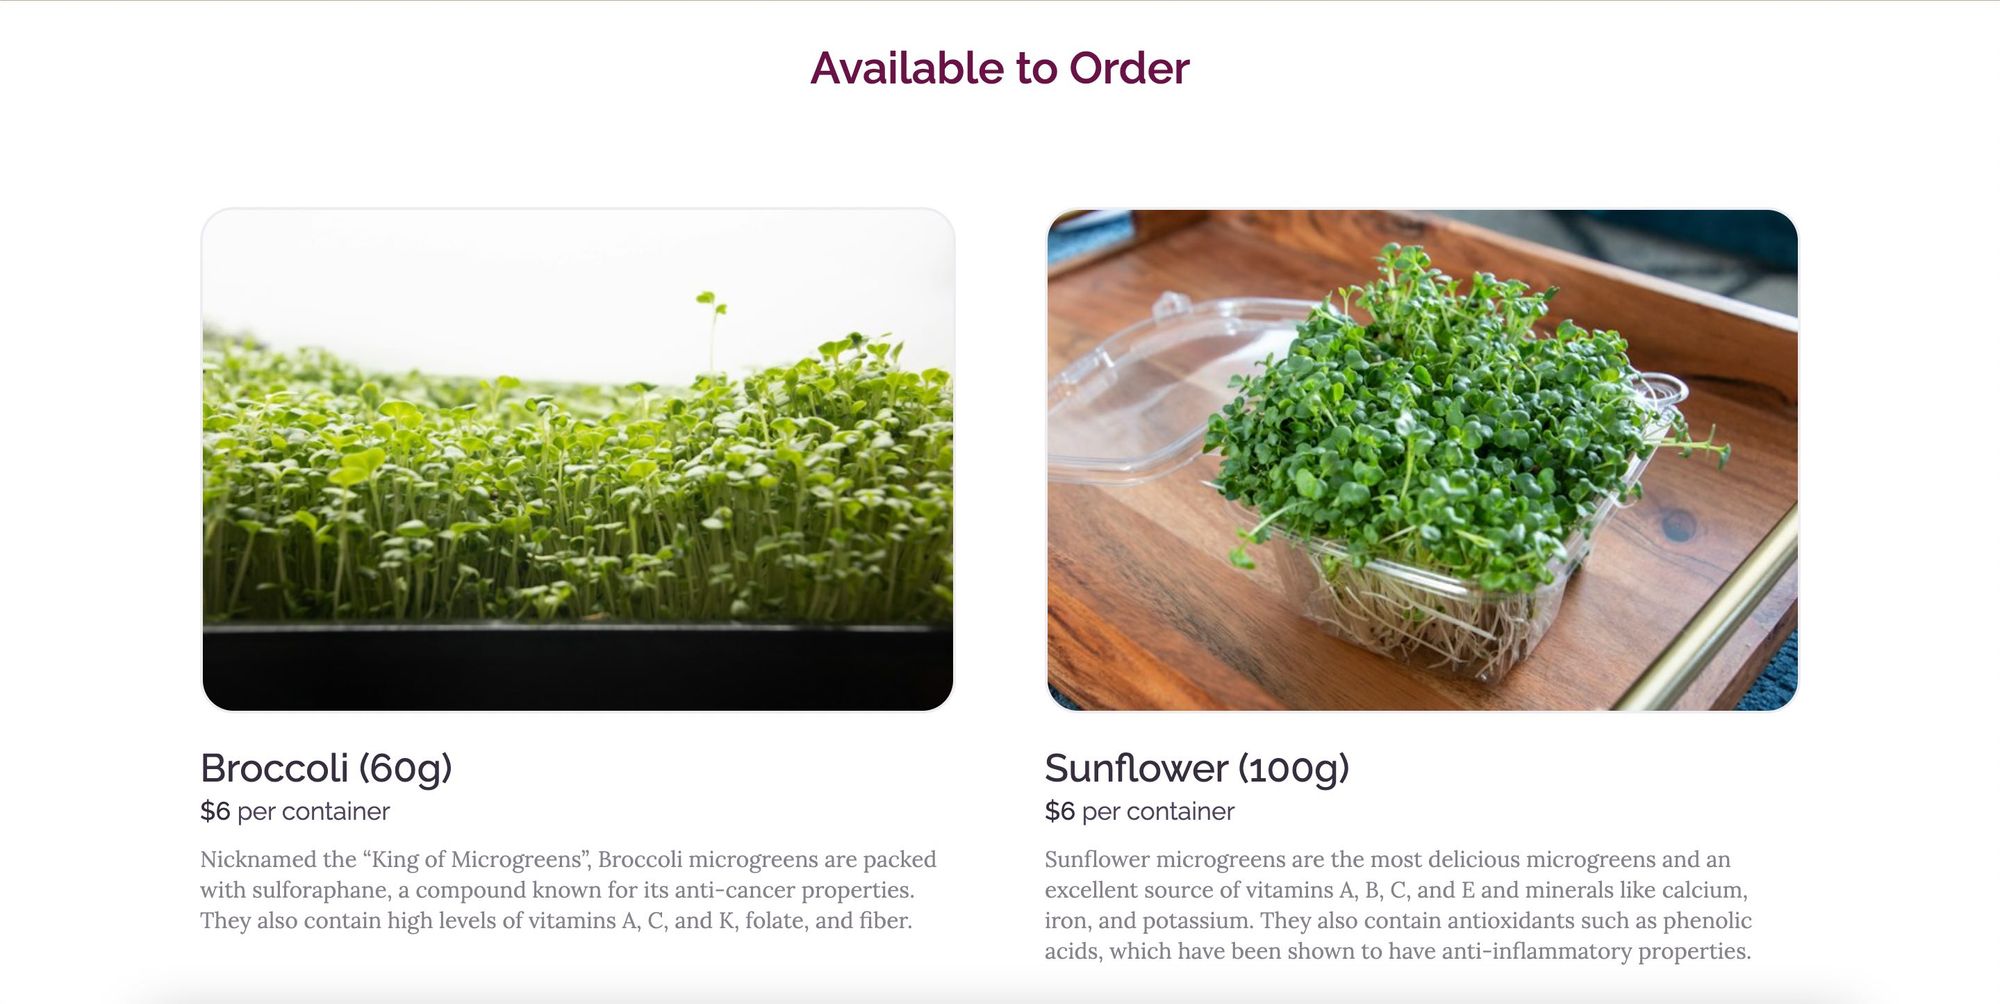 Available to Order
Broccoli (60g)
$6 per container
Nicknamed the “King of Microgreens”, Broccoli microgreens are packed
with sulforaphane, a compound known for its anti-cancer properties.
They also contain high levels of vitamins A, C, and K, folate, and fiber.
Sunflower (100g)
$6 per container
Sunflower microgreens are the most delicious microgreens and an
excellent source of vitamins A, B, C, and E and minerals like calcium,
iron, and potassium. They also contain antioxidants such as phenolic
acids, which have been shown to have anti-inflammatory properties.